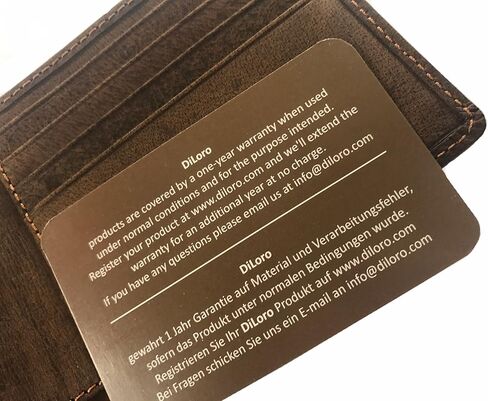 DiLoro
products are covered by a one-year warranty when used
under normal conditions and for the purpose intended.
Register your product at www.diloro.com and we'll extend the
warranty for an additional year at no charge.
If you have any questions please email us at info@diloro.com
DiLoro
gewährt 1 Jahr Garantie auf Material und Verarbeitungsfehler,
sofern das Produkt unter normalen Bedingungen wurde.
Registrieren Sie Ihr DiLoro Produkt auf www.diloro.com
Bei Fragen schicken Sie uns ein E-mail an info@diloro.com